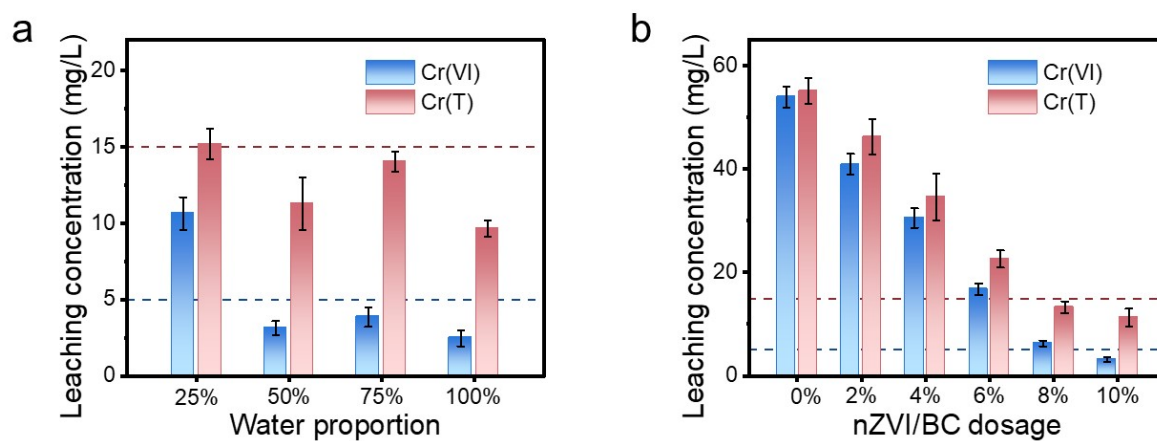 a
Leaching concentration (mg/L)
20
15
10
5
0
Cr(VI)
Cr(T)
25% 50% 75% 100%
Water proportion
b
Leaching concentration (mg/L)
60
40
20
0
Cr(VI)
Cr(T)
0% 2% 4% 6% 8% 10%
nZVI/BC dosage